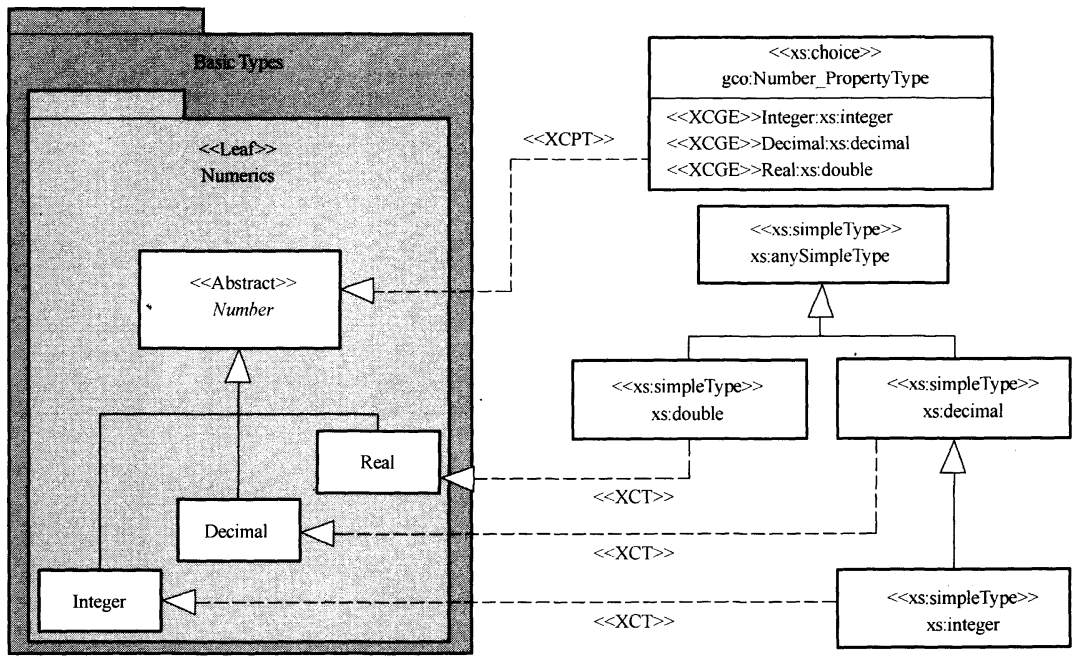 Basic Types
<<Leaf>>
Numerics
<<Abstract>>
Number
Real
Decimal
Integer
<<XCPT>>
<<xs:choice>>
gco:Number_PropertyType
<<XCGE>>Integer:xs:integer
<<XCGE>>Decimal:xs:decimal
<<XCGE>>Real:xs:double
<<xs:simpleType>>
xs:anySimpleType
<<xs:simpleType>>
xs:double
<<xs:simpleType>>
xs:decimal
<<XCT>>
<<XCT>>
<<XCT>>
<<xs:simpleType>>
xs:integer